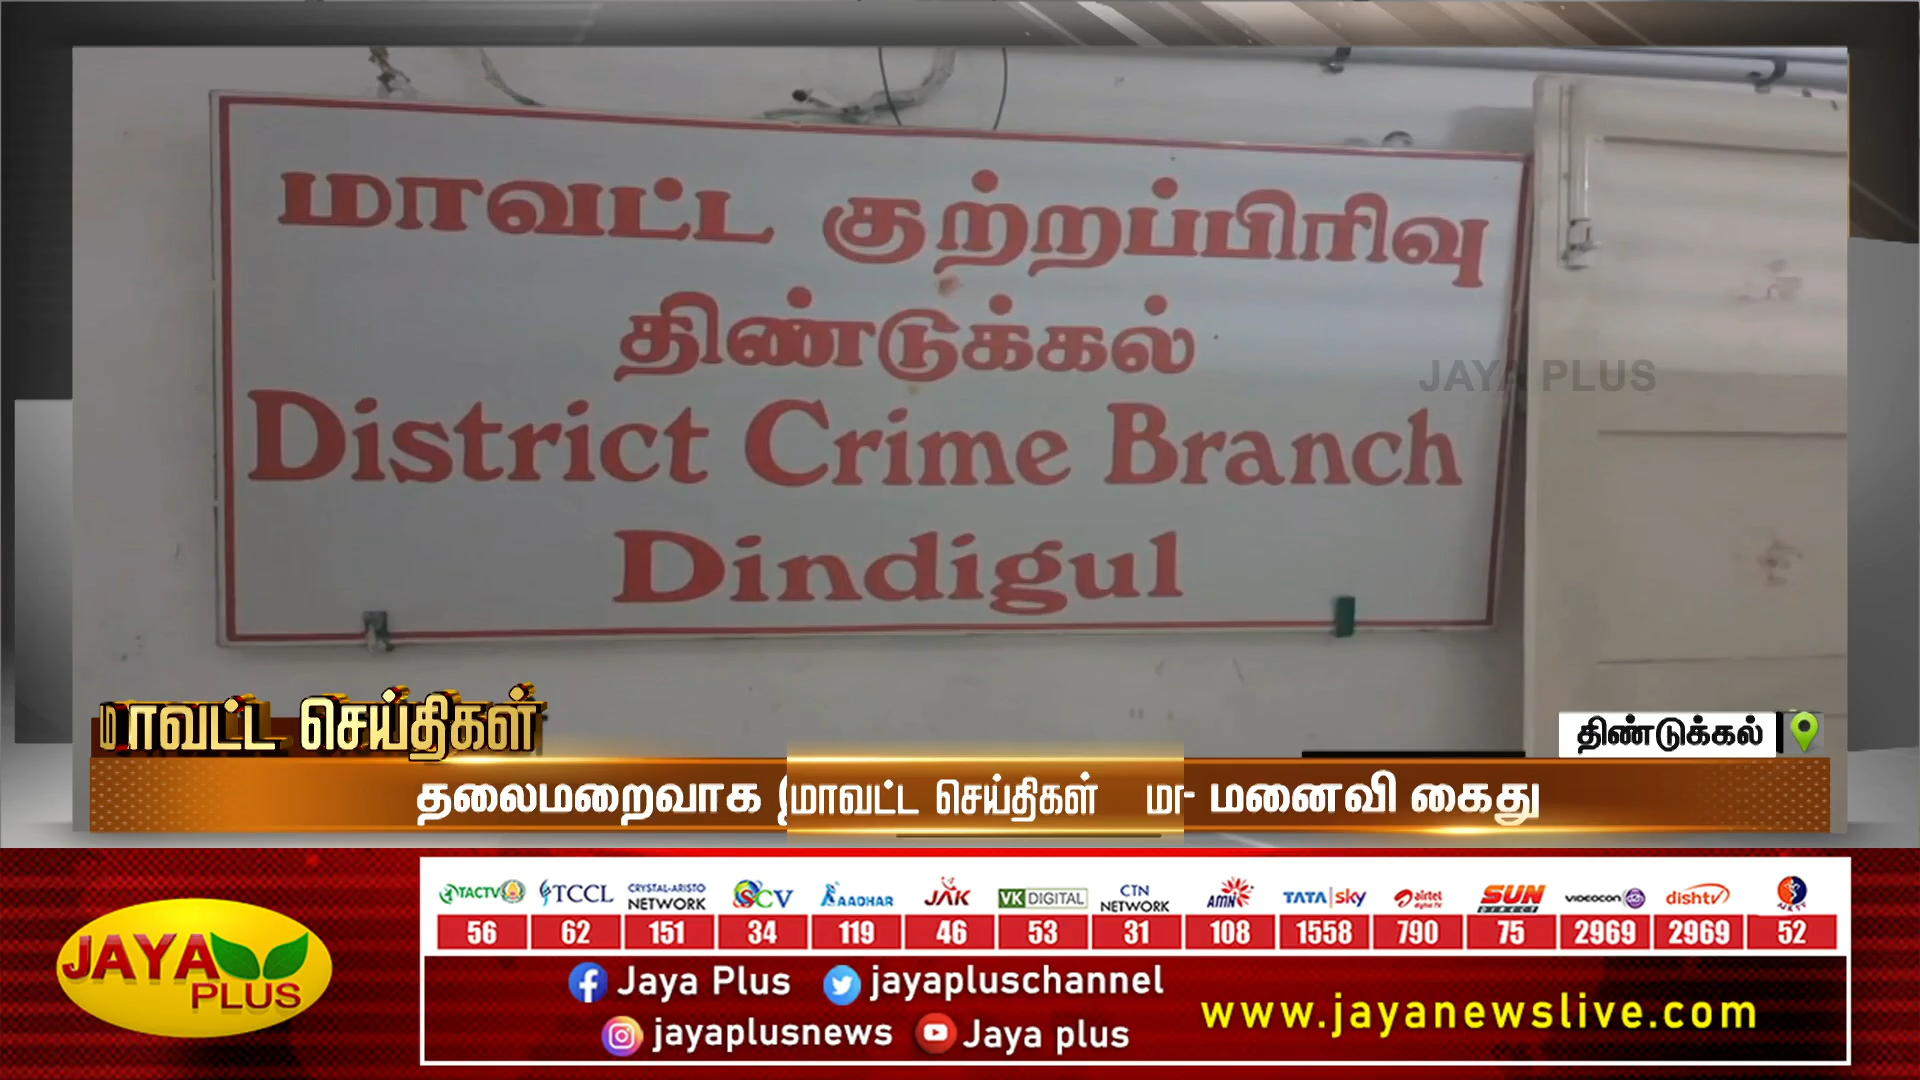 மாவட்ட குற்றப்பிரிவு
திண்டுக்கல்
District Crime Branch
Dindigul
JAYA PLUS
மாவட்ட செய்திகள்
திண்டுக்கல்
தலைமறைவாக
மாவட்ட செய்திகள்
மனைவி கைது
TACTV TCCL CRYSTAL-ARISTO NETWORK SCV AADHAR JAK VK DIGITAL CTN NETWORK AMN TATA sky airtel digital TV SUN DIRECT VIDEOCON dishtv
56 62 151 34 119 46 53 31 108 1558 790 75 2969 2969 52
JAYA PLUS
Jaya Plus jayapluschannel
jayaplusnews Jaya plus
www.jayanewslive.com